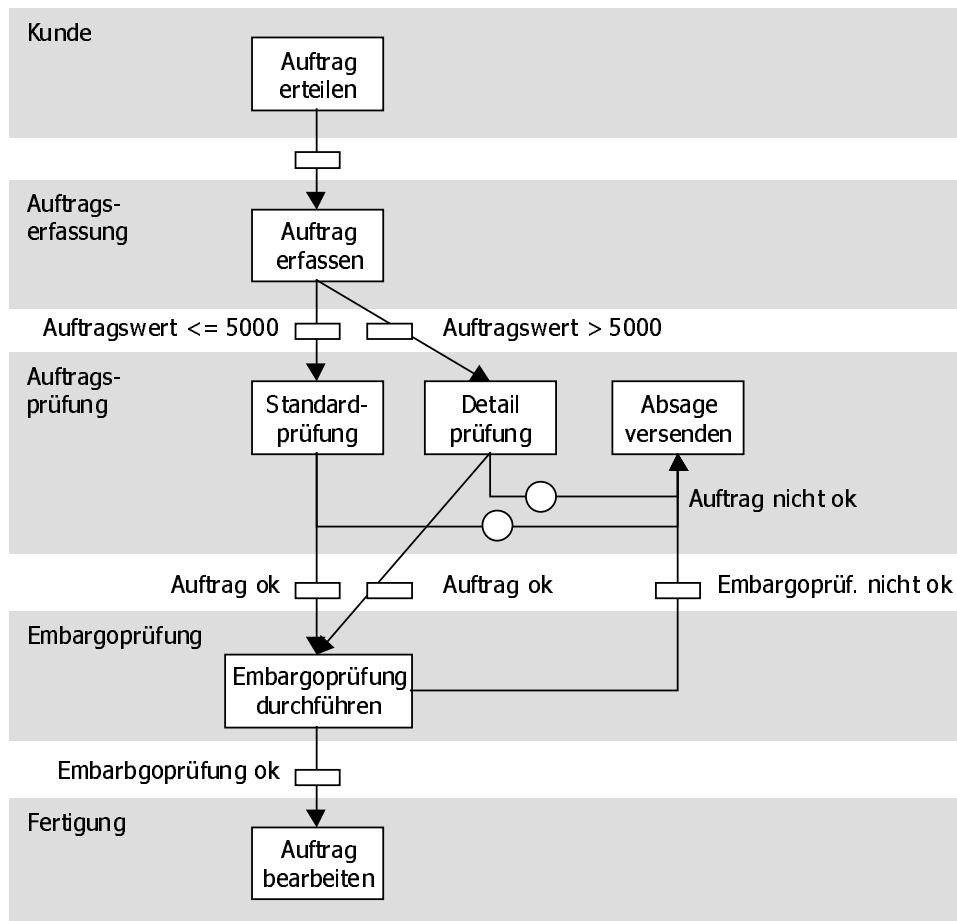 Kunde
Auftrag
erteilen
Auftrags-
erfassung
Auftrag
erfassen
Auftragswert <= 5000
Auftragswert > 5000
Auftrags-
prüfung
Standard-
prüfung
Detail
prüfung
Absage
versenden
Auftrag nicht ok
Auftrag ok
Auftrag ok
Embargoprüf. nicht ok
Embargoprüfung
Embargoprüfung
durchführen
Embarbgoprüfung ok
Fertigung
Auftrag
bearbeiten